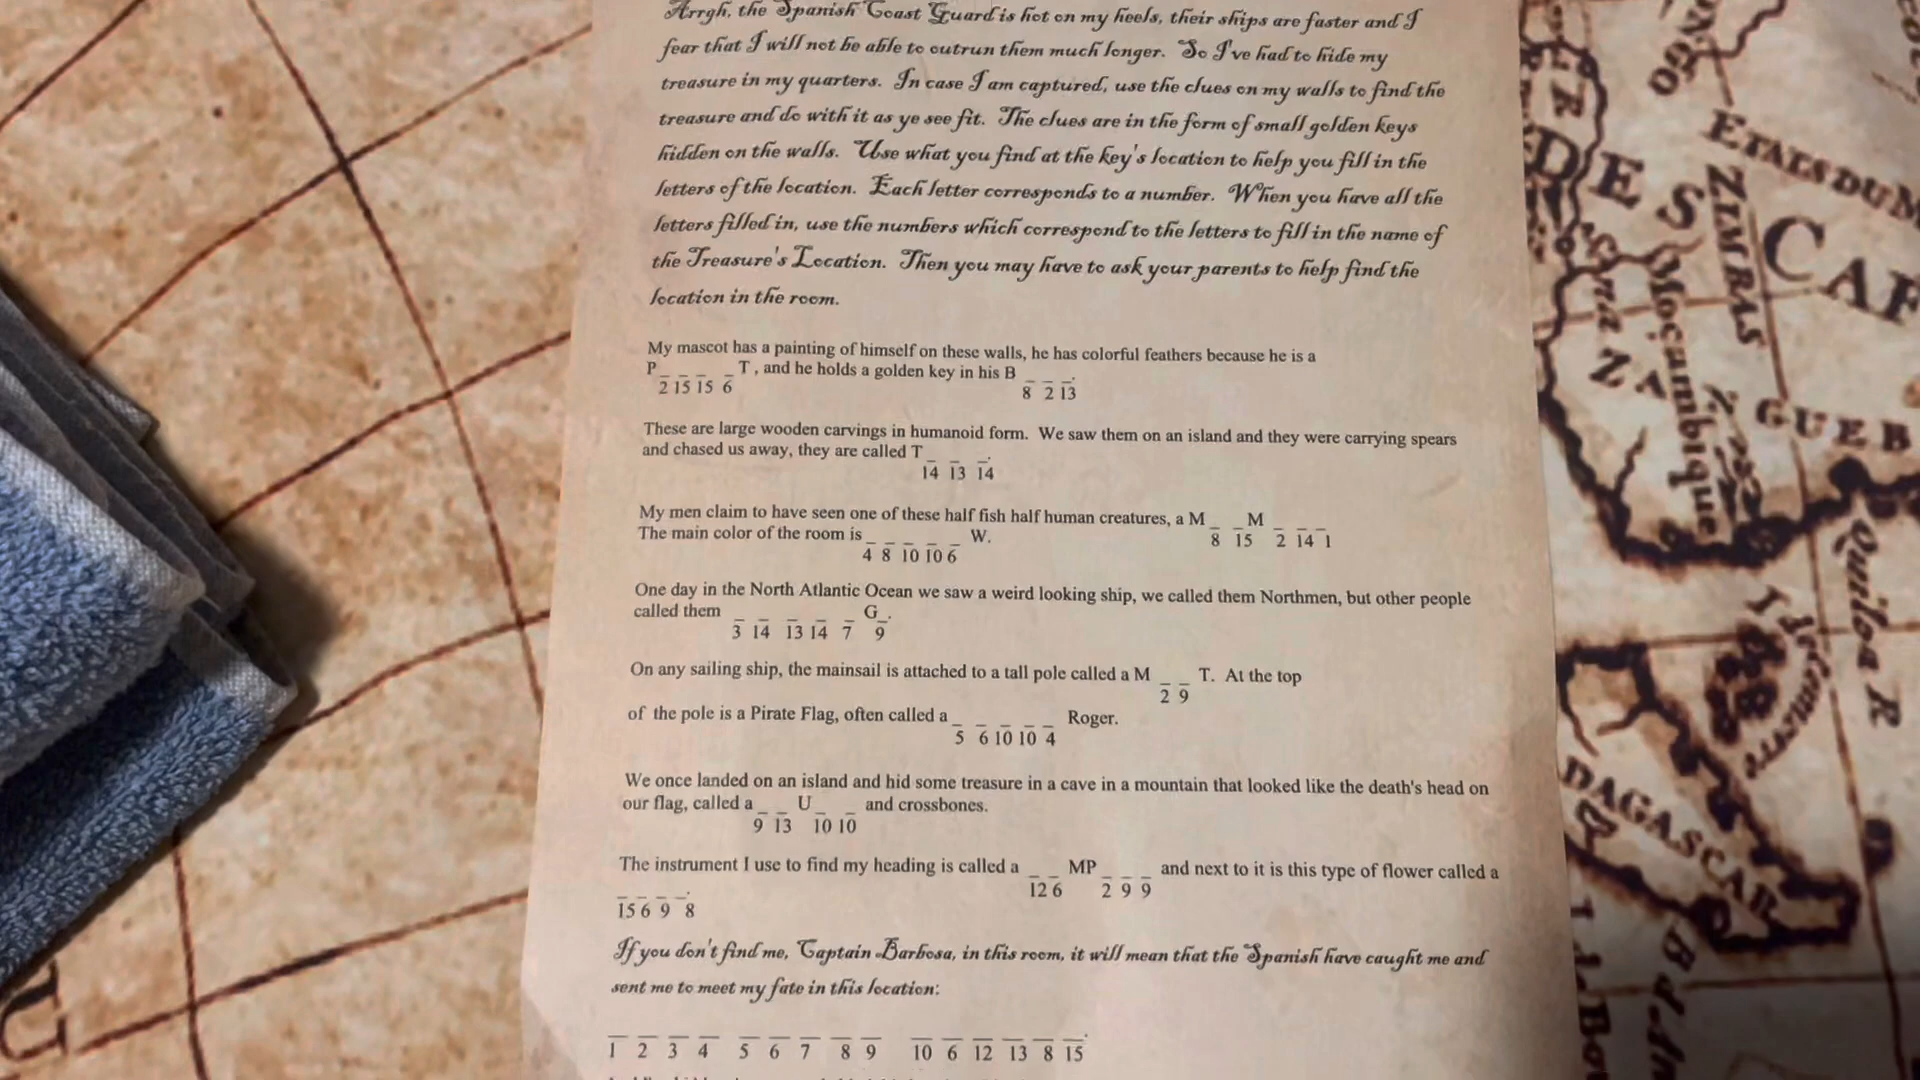 Arrgh, the Spanish Coast Guard is hot on my heels, their ships are faster and I
fear that I will not be able to outrun them much longer. So I've had to hide my
treasure in my quarters. In case I am captured, use the clues on my walls to find the
treasure and do with it as ye see fit. The clues are in the form of small golden keys
hidden on the walls. Use what you find at the key's location to help you fill in the
letters of the location. Each letter corresponds to a number. When you have all the
letters filled in, use the numbers which correspond to the letters to fill in the name of
the Treasure's Location. Then you may have to ask your parents to help find the
location in the room.
My mascot has a painting of himself on these walls, he has colorful feathers because he is a
P _ _ _ _ T, and he holds a golden key in his B _ _ _.
2 15 15 6 8 2 13
These are large wooden carvings in humanoid form. We saw them on an island and they were carrying spears
and chased us away, they are called T _ _ _.
14 13 14
My men claim to have seen one of these half fish half human creatures, a M _ _ M _ _ _
8 15 2 14 1
The main color of the room is _ _ _ _ _ W.
4 8 10 10 6
One day in the North Atlantic Ocean we saw a weird looking ship, we called them Northmen, but other people
called them _ _ _ _ _ G _.
3 14 13 14 7 9
On any sailing ship, the mainsail is attached to a tall pole called a M _ _ T. At the top
2 9
of the pole is a Pirate Flag, often called a _ _ _ _ _ Roger.
5 6 10 10 4
We once landed on an island and hid some treasure in a cave in a mountain that looked like the death's head on
our flag, called a _ _ U _ _ and crossbones.
9 13 10 10
The instrument I use to find my heading is called a _ _ MP _ _ _ and next to it is this type of flower called a
12 6 2 9 9
_ _ _ _.
15 6 9 8
If you don't find me, Captain Barbosa, in this room, it will mean that the Spanish have caught me and
sent me to meet my fate in this location:
_ _ _ _ _ _ _ _ _ _ _ _ _ _ _.
1 2 3 4 5 6 7 8 9 10 6 12 13 8 15
ETATS DU M
ZIMBAS
DES
CAF
Moçambique
GUEB
Quiloa R
DAGASCAR
U